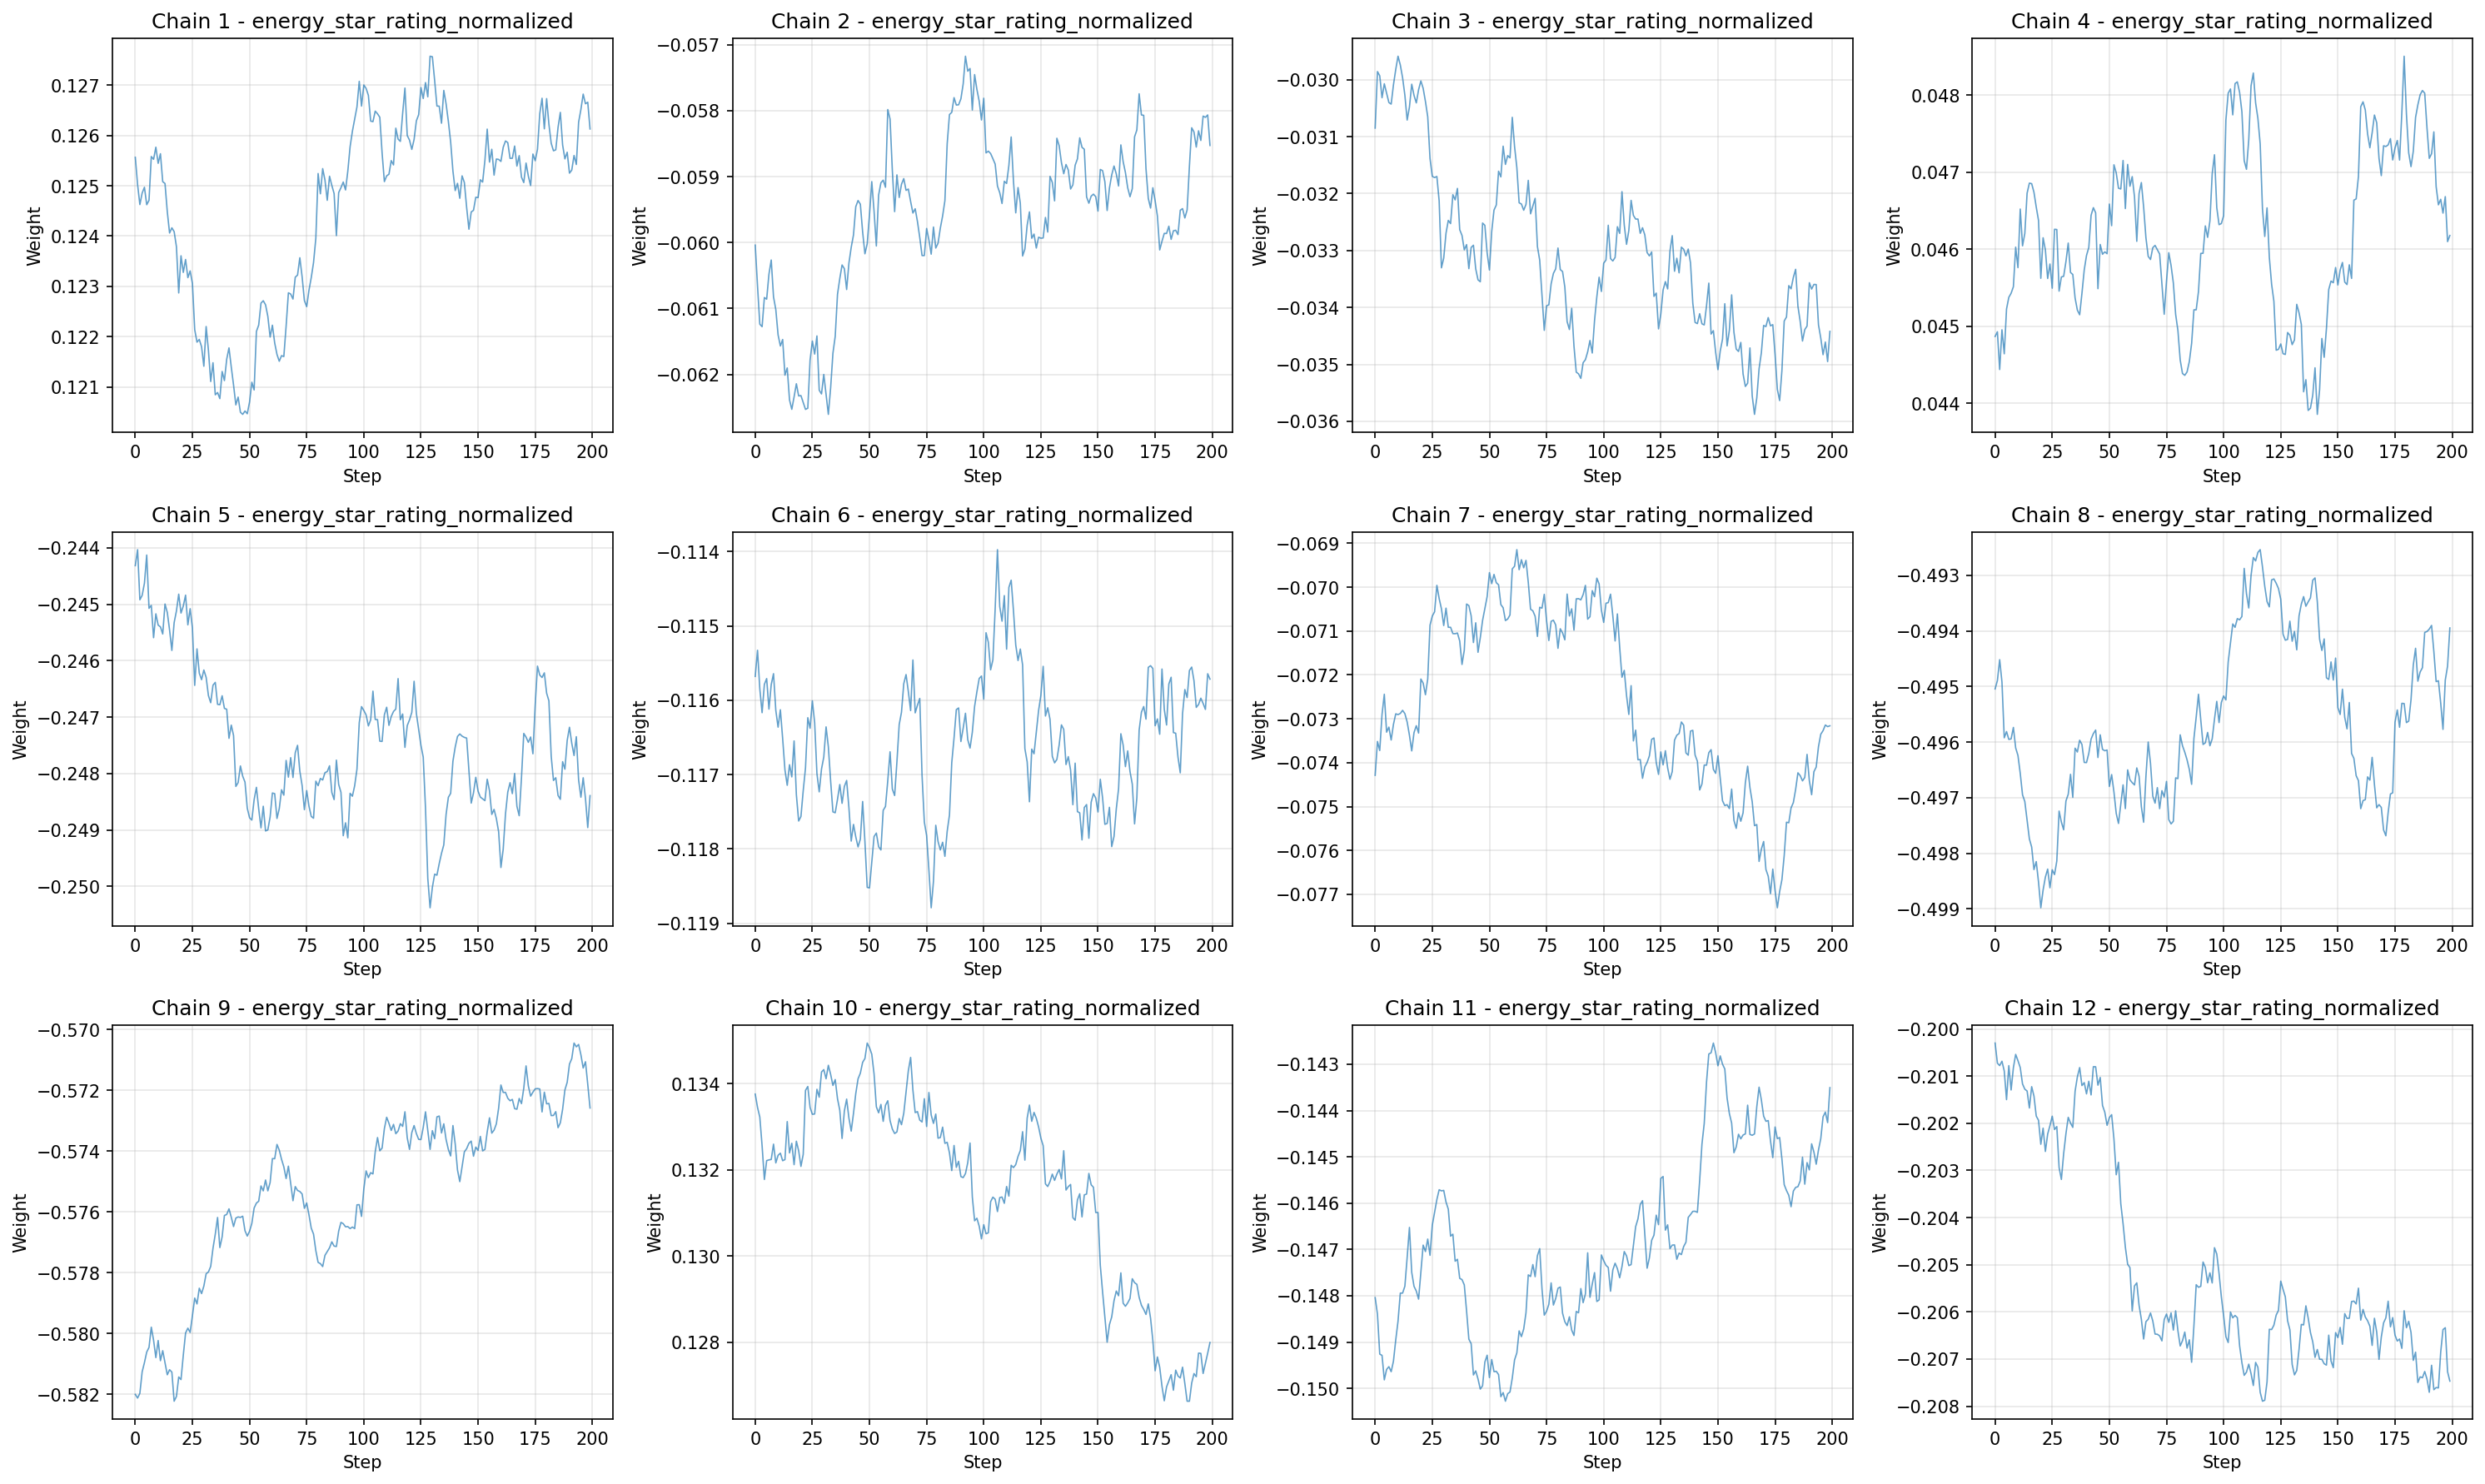 Chain 1 - energy_star_rating_normalized
Weight
0.127
0.126
0.125
0.124
0.123
0.122
0.121
0 25 50 75 100 125 150 175 200
Step
Chain 2 - energy_star_rating_normalized
Weight
−0.057
−0.058
−0.059
−0.060
−0.061
−0.062
0 25 50 75 100 125 150 175 200
Step
Chain 3 - energy_star_rating_normalized
Weight
−0.030
−0.031
−0.032
−0.033
−0.034
−0.035
−0.036
0 25 50 75 100 125 150 175 200
Step
Chain 4 - energy_star_rating_normalized
Weight
0.048
0.047
0.046
0.045
0.044
0 25 50 75 100 125 150 175 200
Step
Chain 5 - energy_star_rating_normalized
Weight
−0.244
−0.245
−0.246
−0.247
−0.248
−0.249
−0.250
0 25 50 75 100 125 150 175 200
Step
Chain 6 - energy_star_rating_normalized
Weight
−0.114
−0.115
−0.116
−0.117
−0.118
−0.119
0 25 50 75 100 125 150 175 200
Step
Chain 7 - energy_star_rating_normalized
Weight
−0.069
−0.070
−0.071
−0.072
−0.073
−0.074
−0.075
−0.076
−0.077
0 25 50 75 100 125 150 175 200
Step
Chain 8 - energy_star_rating_normalized
Weight
−0.493
−0.494
−0.495
−0.496
−0.497
−0.498
−0.499
0 25 50 75 100 125 150 175 200
Step
Chain 9 - energy_star_rating_normalized
Weight
−0.570
−0.572
−0.574
−0.576
−0.578
−0.580
−0.582
0 25 50 75 100 125 150 175 200
Step
Chain 10 - energy_star_rating_normalized
Weight
0.134
0.132
0.130
0.128
0 25 50 75 100 125 150 175 200
Step
Chain 11 - energy_star_rating_normalized
Weight
−0.143
−0.144
−0.145
−0.146
−0.147
−0.148
−0.149
−0.150
0 25 50 75 100 125 150 175 200
Step
Chain 12 - energy_star_rating_normalized
Weight
−0.200
−0.201
−0.202
−0.203
−0.204
−0.205
−0.206
−0.207
−0.208
0 25 50 75 100 125 150 175 200
Step